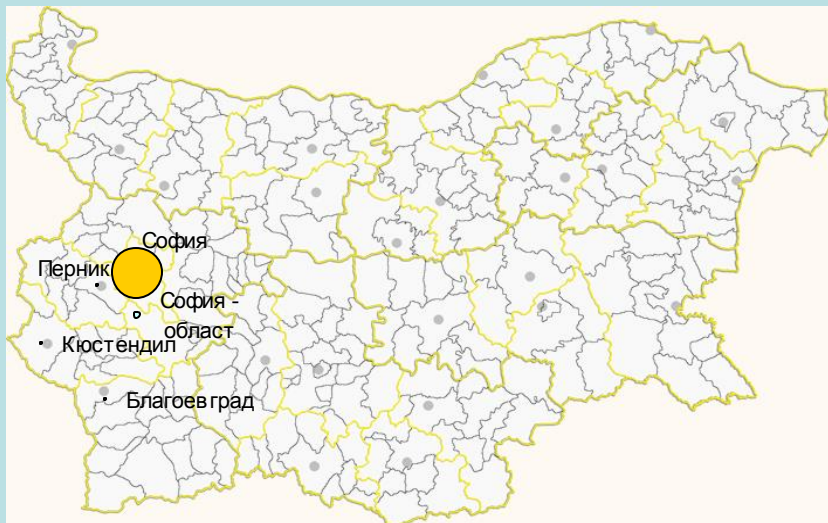 София
Перник
София -
област
Кюстендил
Благоевград